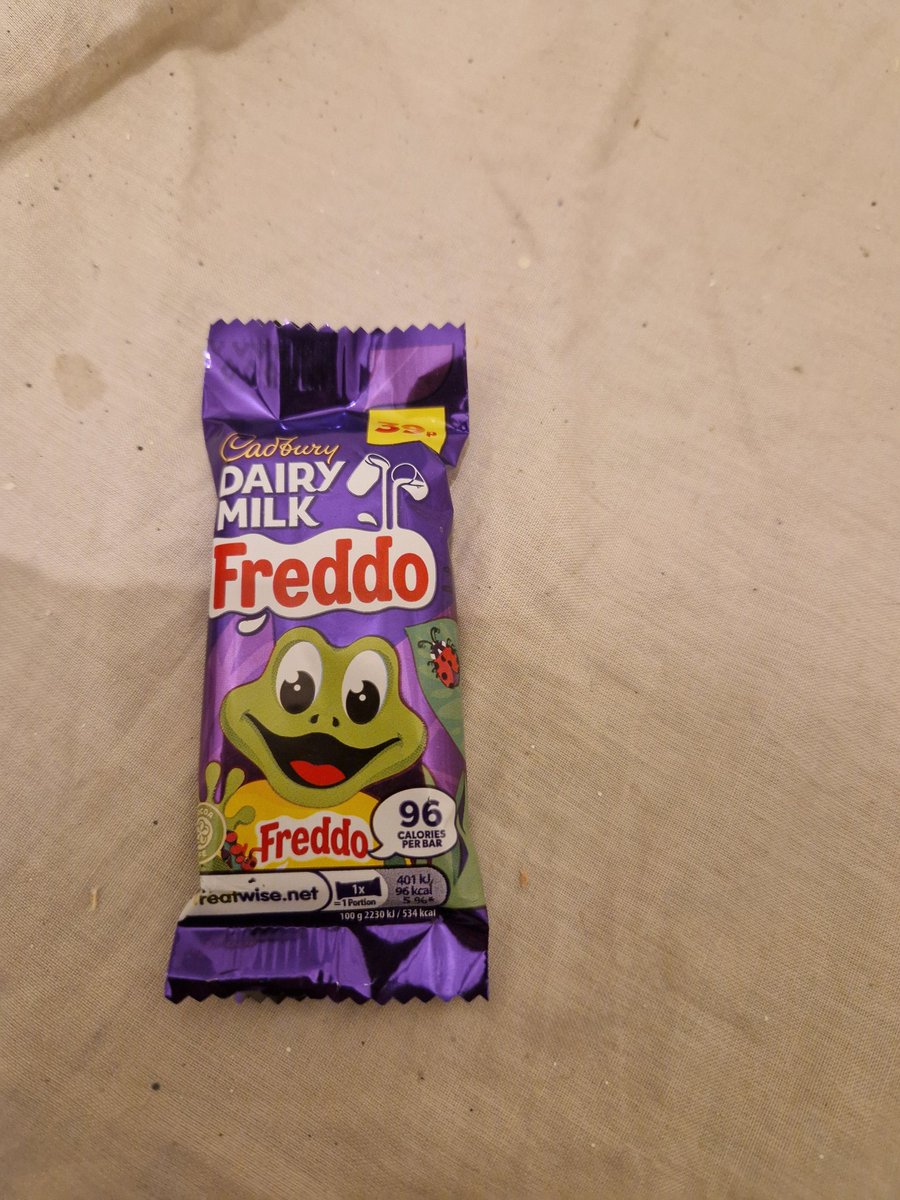 39p
Cadbury
DAIRY
MILK
Freddo
Freddo
96
CALORIES
PER BAR
Treatwise.net
1x
=1 Portion
401 kJ
96 kcal
100 g 2230 kJ / 534 kcal